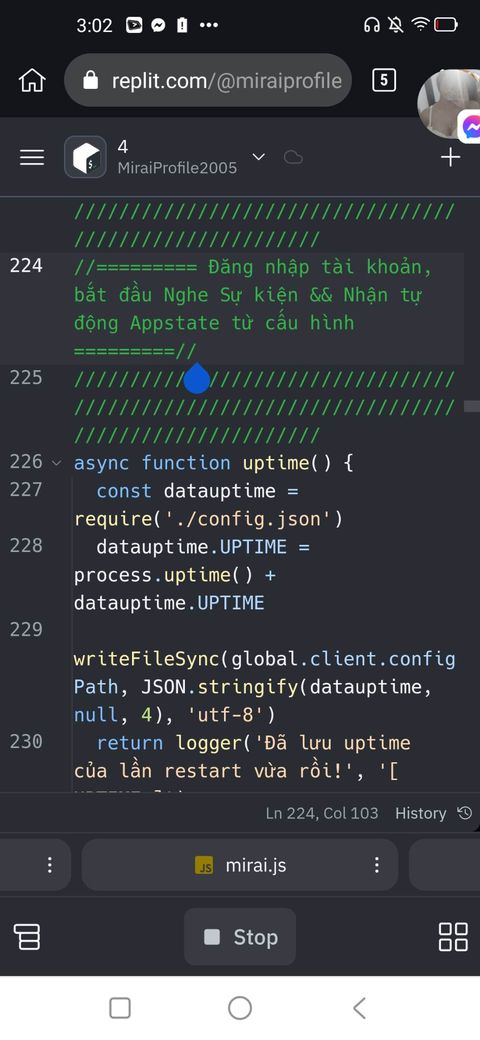 3:02
replit.com/@miraiprofile
5
4
MiraiProfile2005
//////////////////////////////////
//////////////////////
224
//========= Đăng nhập tài khoản,
bắt đầu Nghe Sự kiện && Nhận tự
động Appstate từ cấu hình
=========//
225
//////////////////////////////////
//////////////////////////////////
//////////////////////
226 async function uptime() {
227 const datauptime =
require('./config.json')
228 datauptime.UPTIME =
process.uptime() +
datauptime.UPTIME
229
writeFileSync(global.client.config
Path, JSON.stringify(datauptime,
null, 4), 'utf-8')
230 return logger('Đã lưu uptime
của lần restart vừa rồi!', '[
Ln 224, Col 103 History
JS mirai.js
Stop